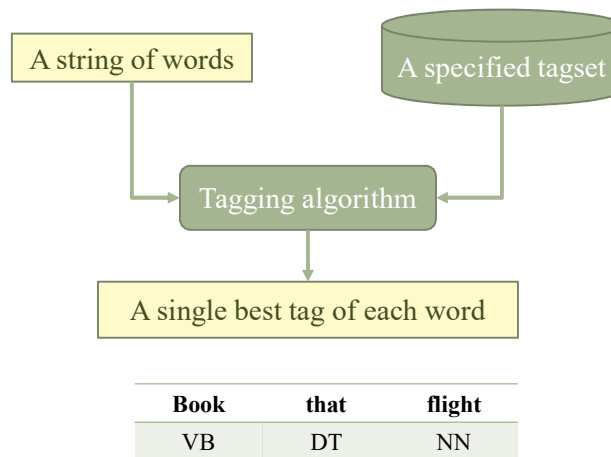 A string of words
A specified tagset
Tagging algorithm
A single best tag of each word
Book that flight
VB DT NN